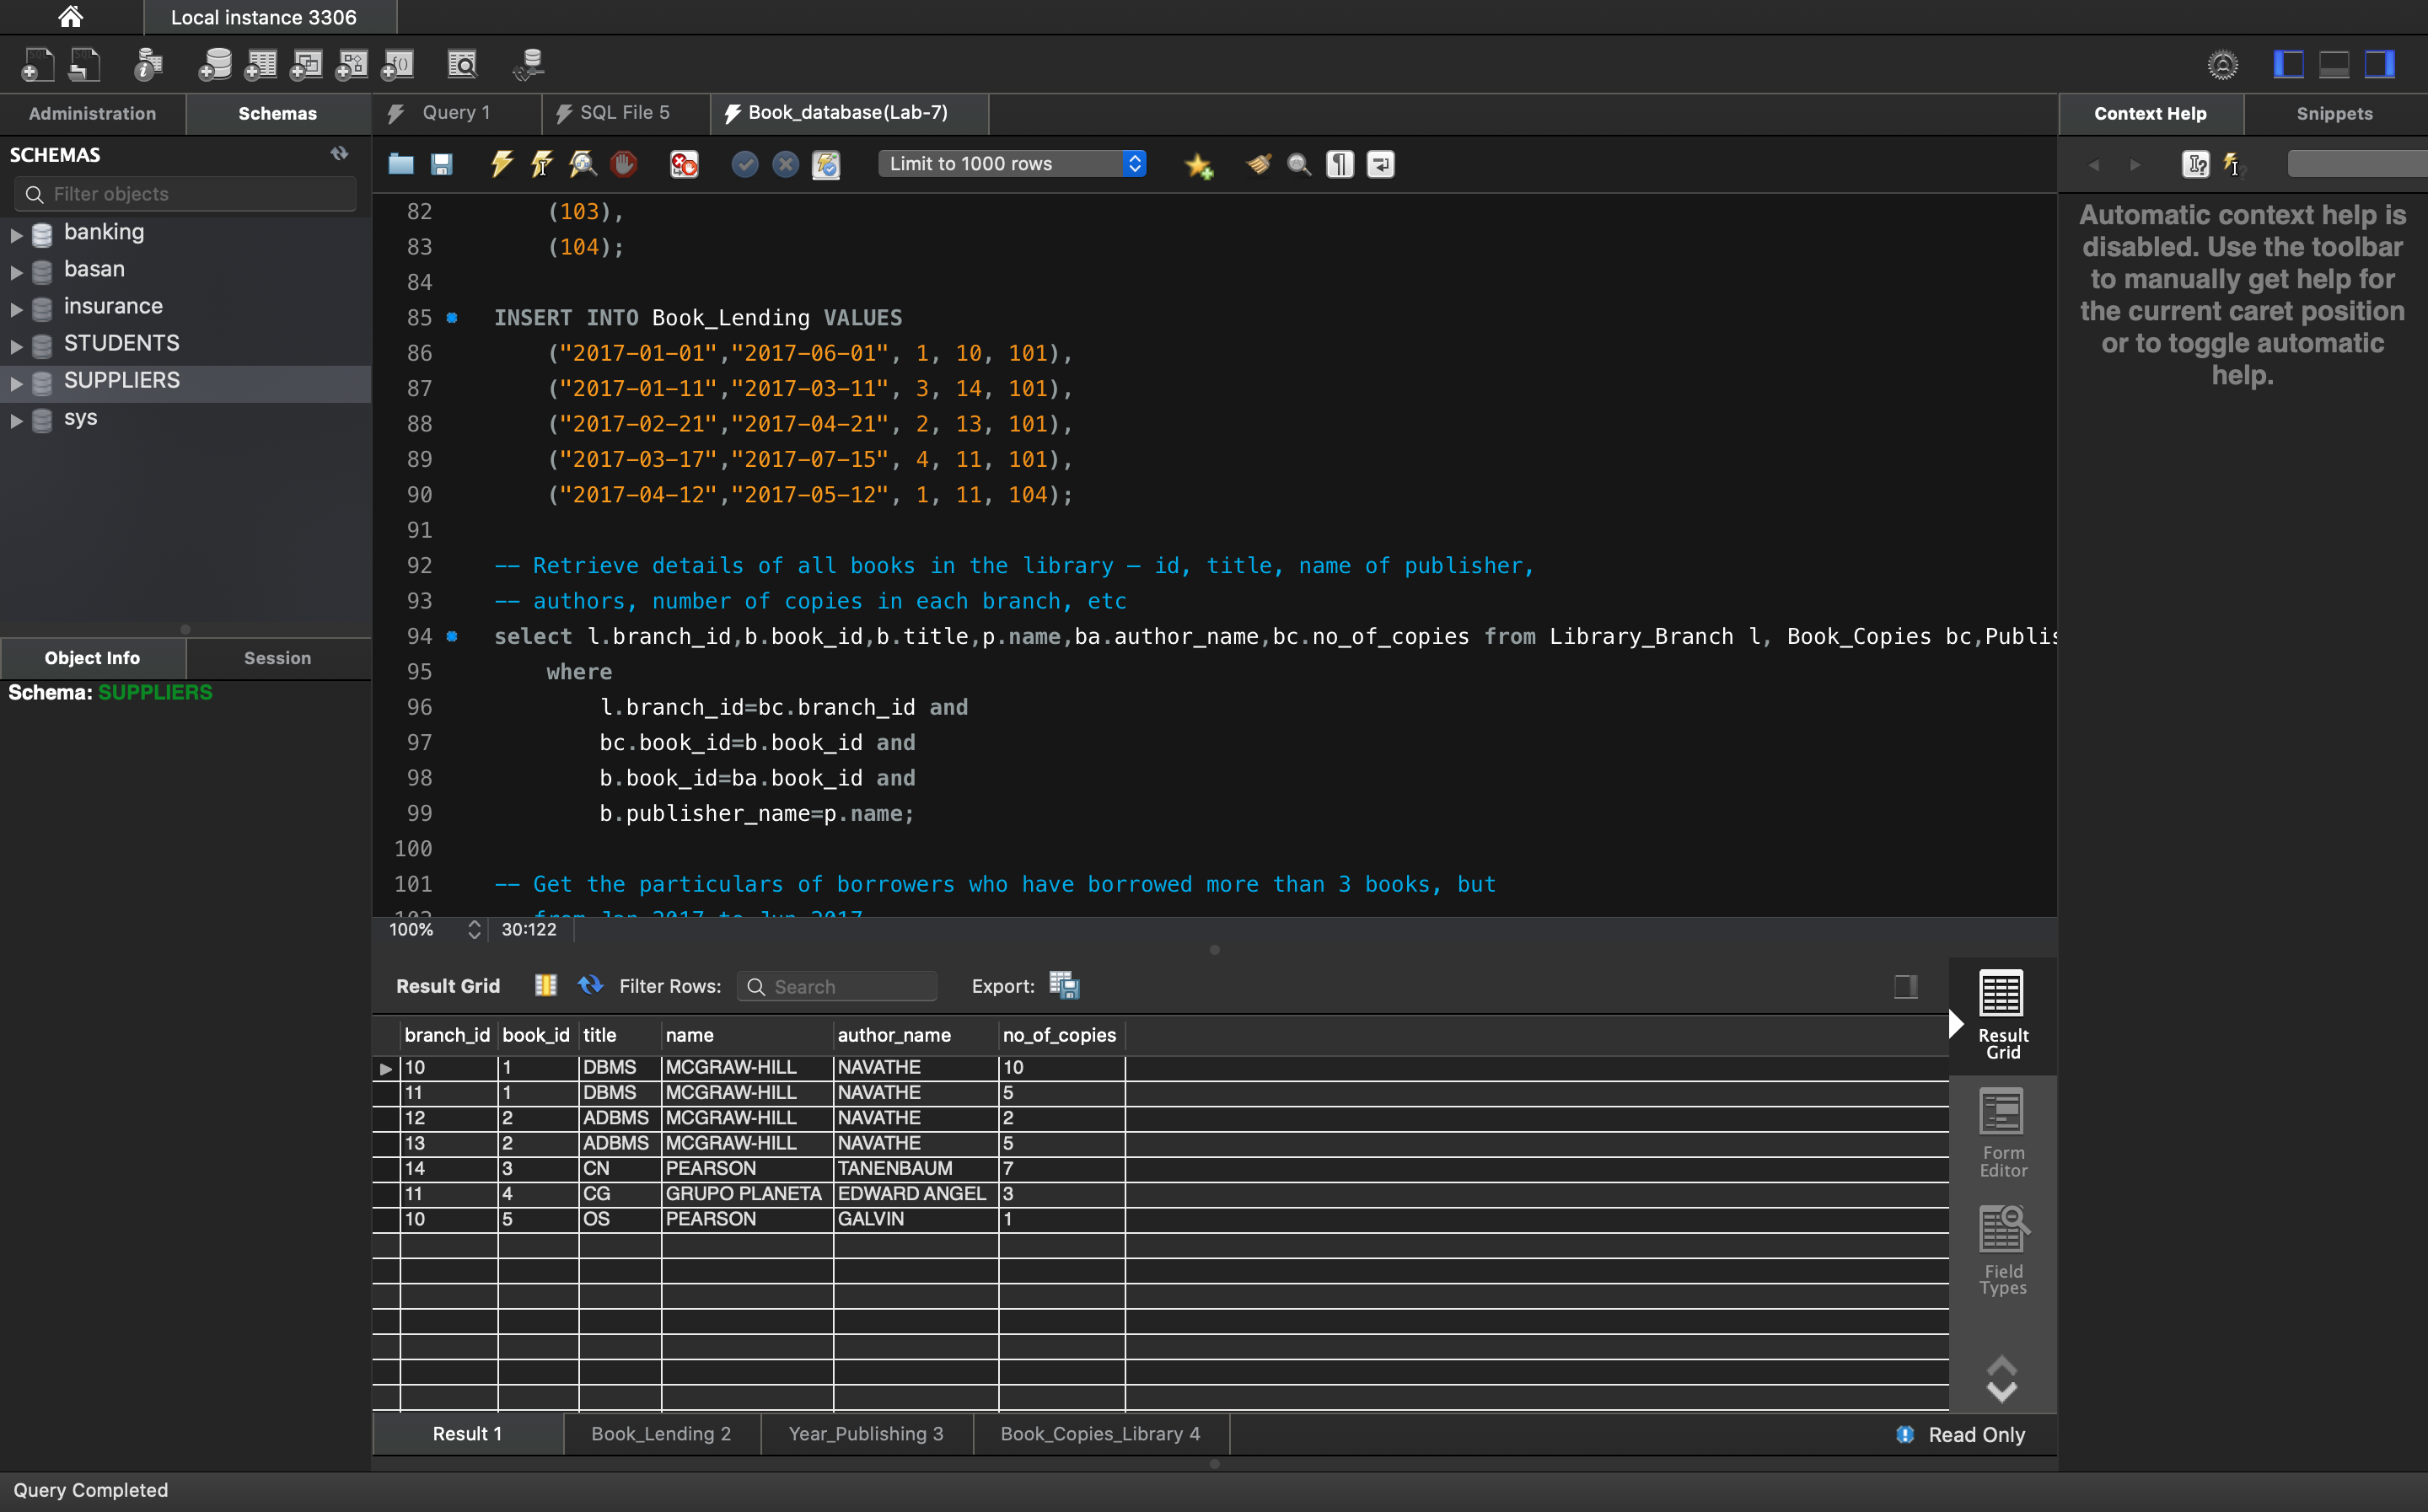 Local instance 3306
Administration
Schemas
Query 1
SQL File 5
Book_database(Lab-7)
Context Help
Snippets
SCHEMAS
Filter objects
banking
basan
insurance
STUDENTS
SUPPLIERS
sys
Object Info
Session
Schema: SUPPLIERS
Limit to 1000 rows
82 (103),
83 (104);
84
85 INSERT INTO Book_Lending VALUES
86 ("2017-01-01","2017-06-01", 1, 10, 101),
87 ("2017-01-11","2017-03-11", 3, 14, 101),
88 ("2017-02-21","2017-04-21", 2, 13, 101),
89 ("2017-03-17","2017-07-15", 4, 11, 101),
90 ("2017-04-12","2017-05-12", 1, 11, 104);
91
92 -- Retrieve details of all books in the library – id, title, name of publisher,
93 -- authors, number of copies in each branch, etc
94 select l.branch_id,b.book_id,b.title,p.name,ba.author_name,bc.no_of_copies from Library_Branch l, Book_Copies bc,Publis
95 where
96 l.branch_id=bc.branch_id and
97 bc.book_id=b.book_id and
98 b.book_id=ba.book_id and
99 b.publisher_name=p.name;
100
101 -- Get the particulars of borrowers who have borrowed more than 3 books, but
102 -- from Jan 2017 to Jun 2017
100% 30:122
Automatic context help is
disabled. Use the toolbar
to manually get help for
the current caret position
or to toggle automatic
help.
Result Grid
Filter Rows:
Search
Export:
branch_id book_id title name author_name no_of_copies
10 1 DBMS MCGRAW-HILL NAVATHE 10
11 1 DBMS MCGRAW-HILL NAVATHE 5
12 2 ADBMS MCGRAW-HILL NAVATHE 2
13 2 ADBMS MCGRAW-HILL NAVATHE 5
14 3 CN PEARSON TANENBAUM 7
11 4 CG GRUPO PLANETA EDWARD ANGEL 3
10 5 OS PEARSON GALVIN 1
Result
Grid
Form
Editor
Field
Types
Result 1
Book_Lending 2
Year_Publishing 3
Book_Copies_Library 4
Read Only
Query Completed